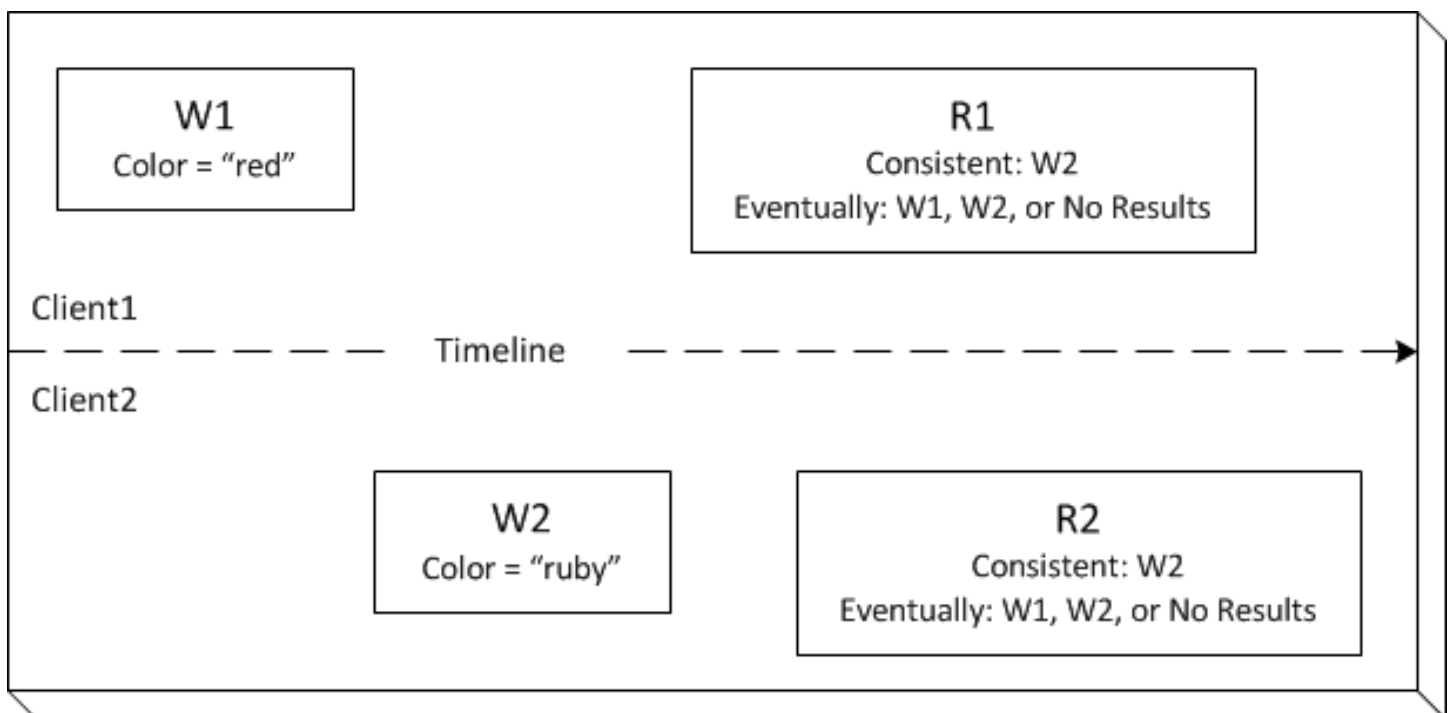 W1
Color = “red”
R1
Consistent: W2
Eventually: W1, W2, or No Results
Client1
Timeline
Client2
W2
Color = “ruby”
R2
Consistent: W2
Eventually: W1, W2, or No Results